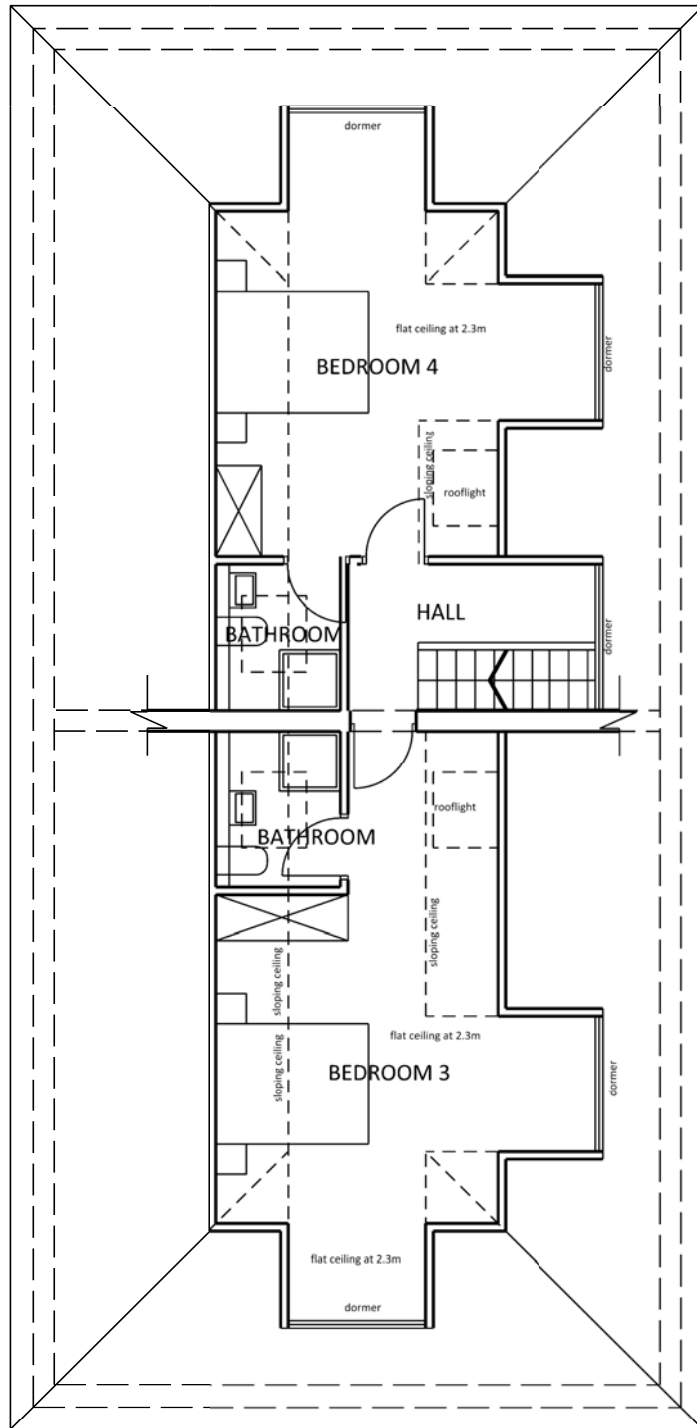 dormer
flat ceiling at 2.3m
dormer
BEDROOM 4
sloping ceiling
rooflight
BATHROOM
HALL
dormer
rooflight
BATHROOM
sloping ceiling
sloping ceiling
flat ceiling at 2.3m
sloping ceiling
BEDROOM 3
dormer
flat ceiling at 2.3m
dormer